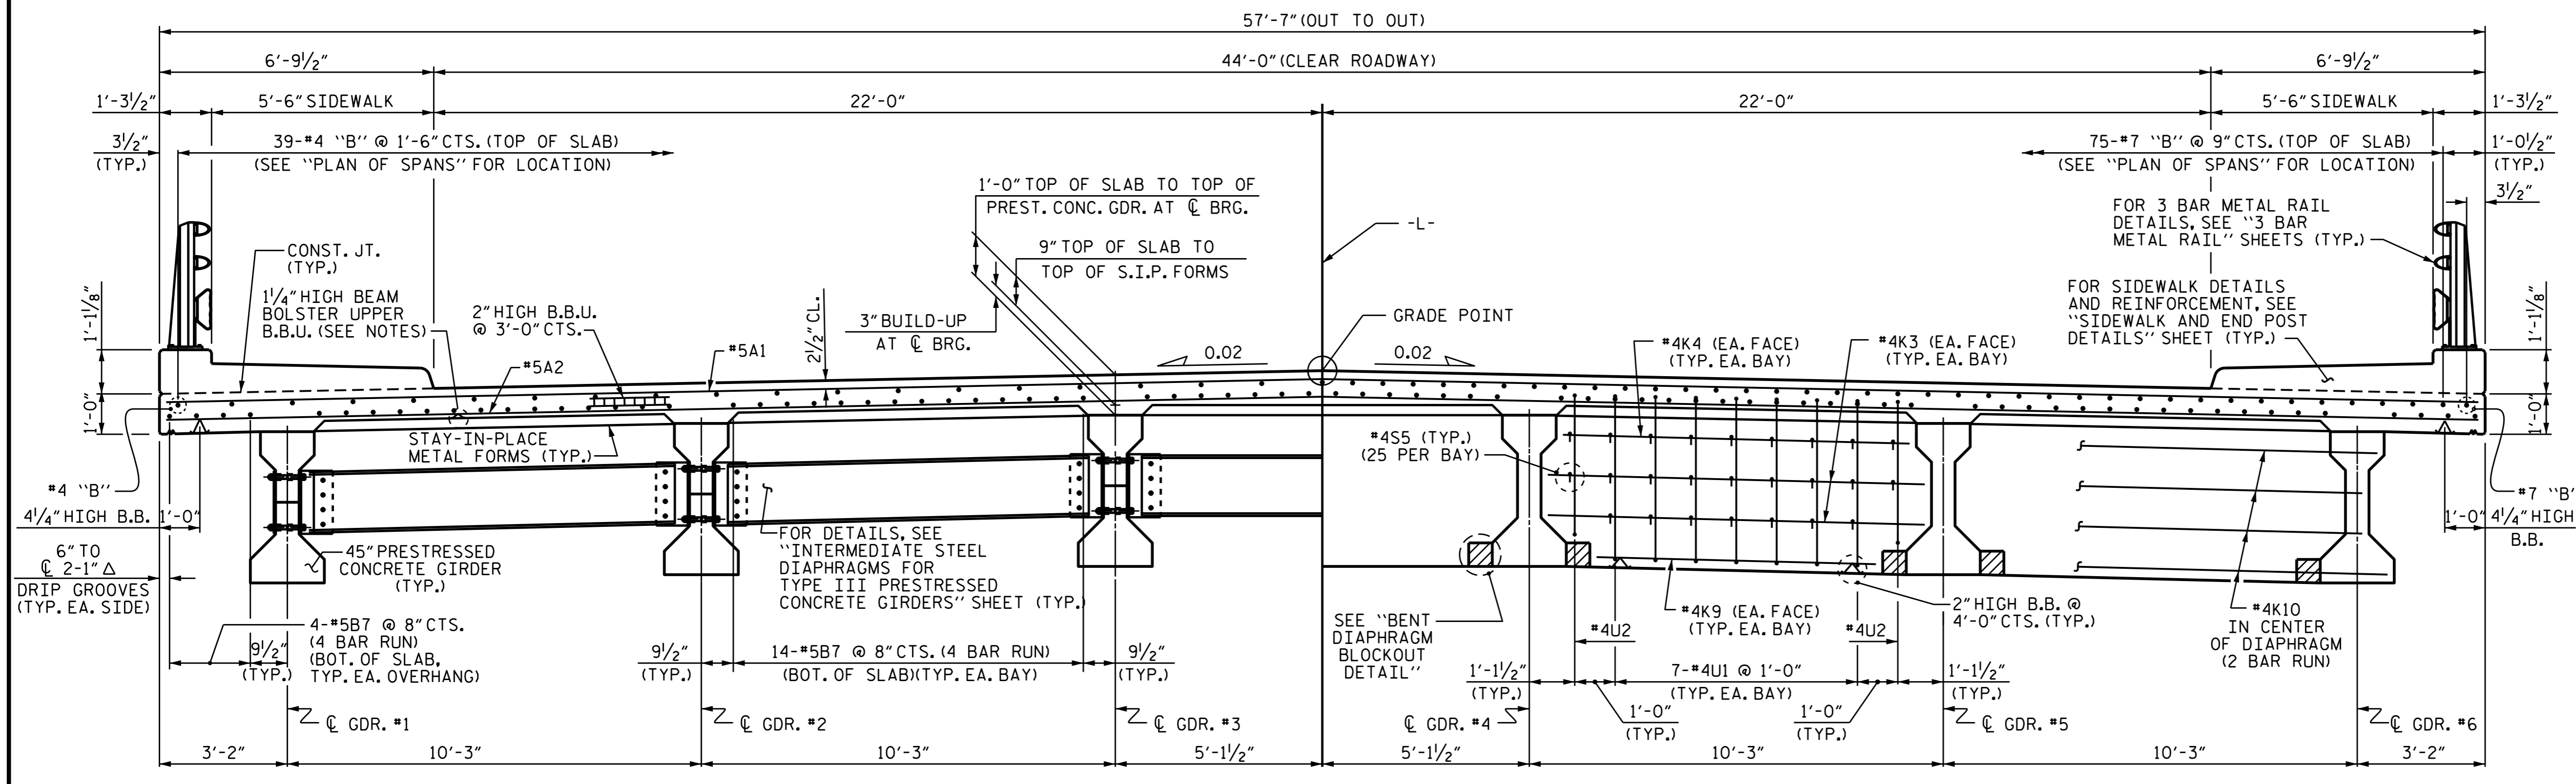 57'-7" (OUT TO OUT)
6'-9½"
44'-0" (CLEAR ROADWAY)
6'-9½"
1'-3½"
5'-6" SIDEWALK
22'-0"
22'-0"
5'-6" SIDEWALK
1'-3½"
3½"
(TYP.)
39-#4 ``B'' @ 1'-6" CTS. (TOP OF SLAB)
(SEE ``PLAN OF SPANS'' FOR LOCATION)
75-#7 ``B'' @ 9" CTS. (TOP OF SLAB)
(SEE ``PLAN OF SPANS'' FOR LOCATION)
1'-0½"
(TYP.)
3½"
1'-0" TOP OF SLAB TO TOP OF
PREST. CONC. GDR. AT ℄ BRG.
9" TOP OF SLAB TO
TOP OF S.I.P. FORMS
3" BUILD-UP
AT ℄ BRG.
-L-
FOR 3 BAR METAL RAIL
DETAILS, SEE ``3 BAR
METAL RAIL'' SHEETS (TYP.)
CONST. JT.
(TYP.)
1¼" HIGH BEAM
BOLSTER UPPER
B.B.U. (SEE NOTES)
2" HIGH B.B.U.
@ 3'-0" CTS.
#5A2
#5A1
2½" CL.
GRADE POINT
0.02
0.02
FOR SIDEWALK DETAILS
AND REINFORCEMENT, SEE
``SIDEWALK AND END POST
DETAILS'' SHEET (TYP.)
#4K4 (EA. FACE)
(TYP. EA. BAY)
#4K3 (EA. FACE)
(TYP. EA. BAY)
1'-1⅛"
1'-0"
1'-1⅛"
1'-0"
STAY-IN-PLACE
METAL FORMS (TYP.)
#4S5 (TYP.)
(25 PER BAY)
#4 ``B''
#7 ``B''
4¼" HIGH B.B.
1'-0"
1'-0"
4¼" HIGH
B.B.
6" TO
℄ 2-1" △
DRIP GROOVES
(TYP. EA. SIDE)
45" PRESTRESSED
CONCRETE GIRDER
(TYP.)
FOR DETAILS, SEE
``INTERMEDIATE STEEL
DIAPHRAGMS FOR
TYPE III PRESTRESSED
CONCRETE GIRDERS'' SHEET (TYP.)
4-#5B7 @ 8" CTS.
(4 BAR RUN)
(BOT. OF SLAB,
TYP. EA. OVERHANG)
9½"
(TYP.)
9½"
(TYP.)
14-#5B7 @ 8" CTS. (4 BAR RUN)
(BOT. OF SLAB)(TYP. EA. BAY)
9½"
(TYP.)
SEE ``BENT
DIAPHRAGM
BLOCKOUT
DETAIL''
#4K9 (EA. FACE)
(TYP. EA. BAY)
2" HIGH B.B. @
4'-0" CTS. (TYP.)
#4K10
IN CENTER
OF DIAPHRAGM
(2 BAR RUN)
#4U2
#4U2
1'-1½"
(TYP.)
7-#4U1 @ 1'-0"
(TYP. EA. BAY)
1'-1½"
(TYP.)
1'-0"
(TYP.)
1'-0"
(TYP.)
℄ GDR. #1
℄ GDR. #2
℄ GDR. #3
℄ GDR. #4
℄ GDR. #5
℄ GDR. #6
3'-2"
10'-3"
10'-3"
5'-1½"
5'-1½"
10'-3"
10'-3"
3'-2"